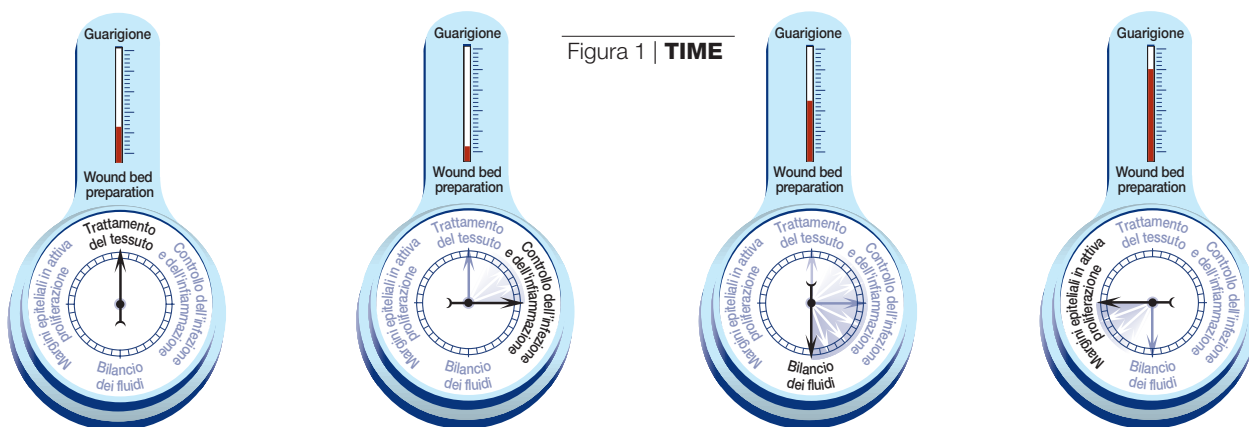 Figura 1 | TIME
Guarigione
Wound bed
preparation
Trattamento
del tessuto
Controllo dell'infezione
e dell'infiammazione
Bilancio
dei fluidi
Margini epiteliali in attiva
proliferazione
Guarigione
Wound bed
preparation
Trattamento
del tessuto
Controllo dell'infezione
e dell'infiammazione
Bilancio
dei fluidi
Margini epiteliali in attiva
proliferazione
Guarigione
Wound bed
preparation
Trattamento
del tessuto
Controllo dell'infezione
e dell'infiammazione
Bilancio
dei fluidi
Margini epiteliali in attiva
proliferazione
Guarigione
Wound bed
preparation
Trattamento
del tessuto
Controllo dell'infezione
e dell'infiammazione
Bilancio
dei fluidi
Margini epiteliali in attiva
proliferazione